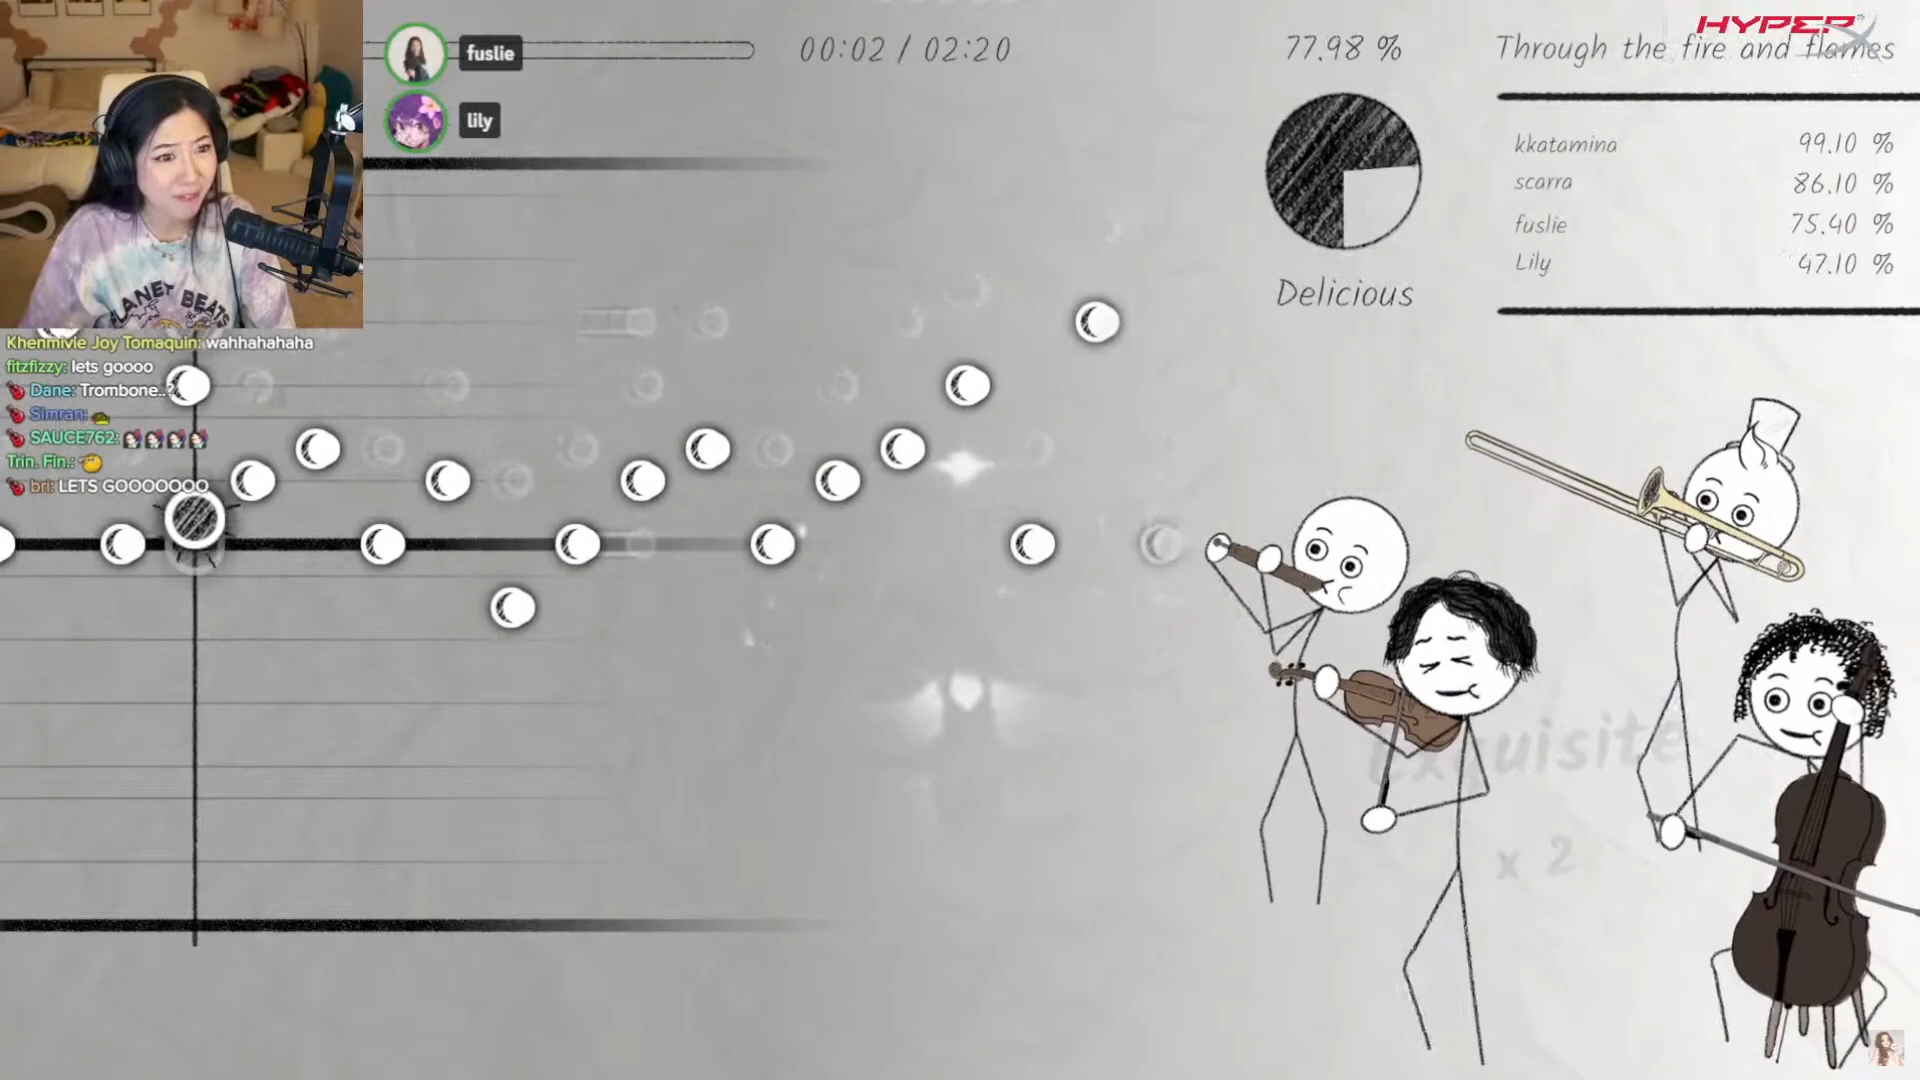 fuslie
lily
00:02 / 02:20
77.98 %
HYPERX
Through the fire and flames
Delicious
kkatamina 99.10 %
scarra 86.10 %
fuslie 75.40 %
Lily 47.10 %
PLANET BEATS
Khenmivie Joy Tomaquin: wahhahahaha
fitzfizzy: lets goooo
Dane: Trombone..?
Simran:
SAUCE762:
Trin. Fin.:
bri: LETS GOOOOOOO
Exquisite
x 2